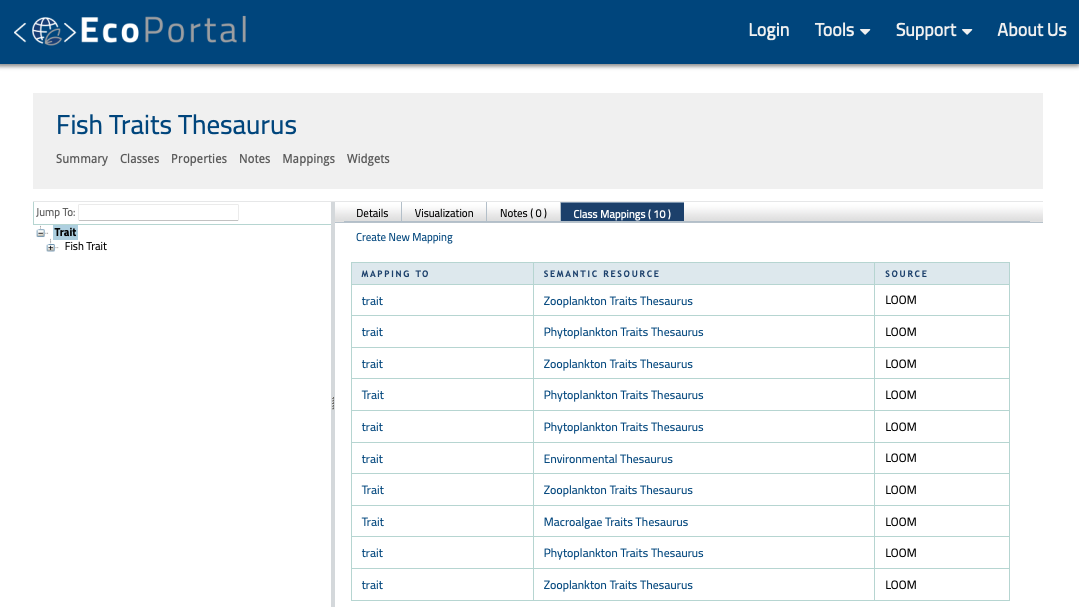 <EcoPortal
Login Tools Support About Us
Fish Traits Thesaurus
Summary Classes Properties Notes Mappings Widgets
Jump To:
Trait
Fish Trait
Details Visualization Notes ( 0 ) Class Mappings ( 10 )
Create New Mapping
MAPPING TO SEMANTIC RESOURCE SOURCE
trait Zooplankton Traits Thesaurus LOOM
trait Phytoplankton Traits Thesaurus LOOM
trait Zooplankton Traits Thesaurus LOOM
Trait Phytoplankton Traits Thesaurus LOOM
trait Phytoplankton Traits Thesaurus LOOM
trait Environmental Thesaurus LOOM
Trait Zooplankton Traits Thesaurus LOOM
Trait Macroalgae Traits Thesaurus LOOM
trait Phytoplankton Traits Thesaurus LOOM
trait Zooplankton Traits Thesaurus LOOM